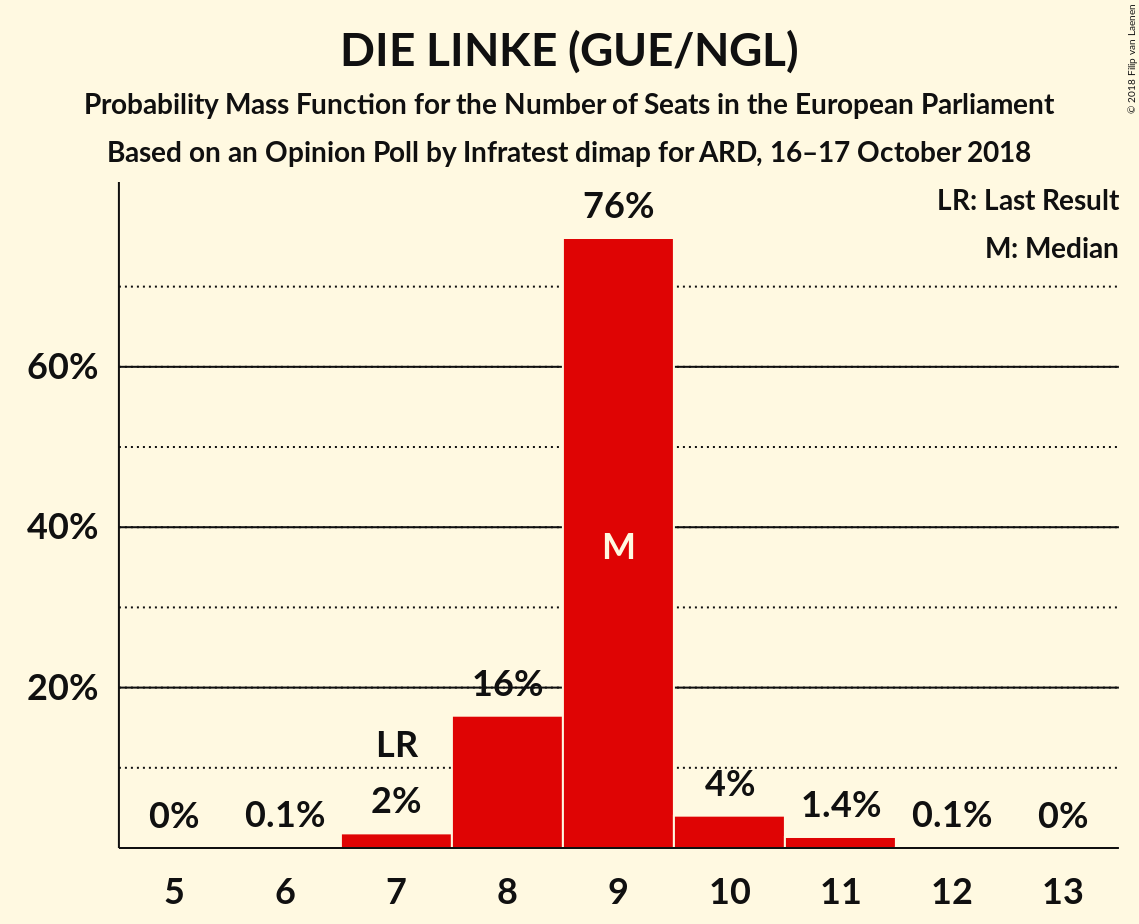 DIE LINKE (GUE/NGL)
Probability Mass Function for the Number of Seats in the European Parliament
Based on an Opinion Poll by Infratest dimap for ARD, 16–17 October 2018
© 2018 Filip van Laenen
LR: Last Result
M: Median
76%
60%
40%
M
20%
16%
LR
0%
0.1%
2%
4%
1.4%
0.1%
0%
5 6 7 8 9 10 11 12 13